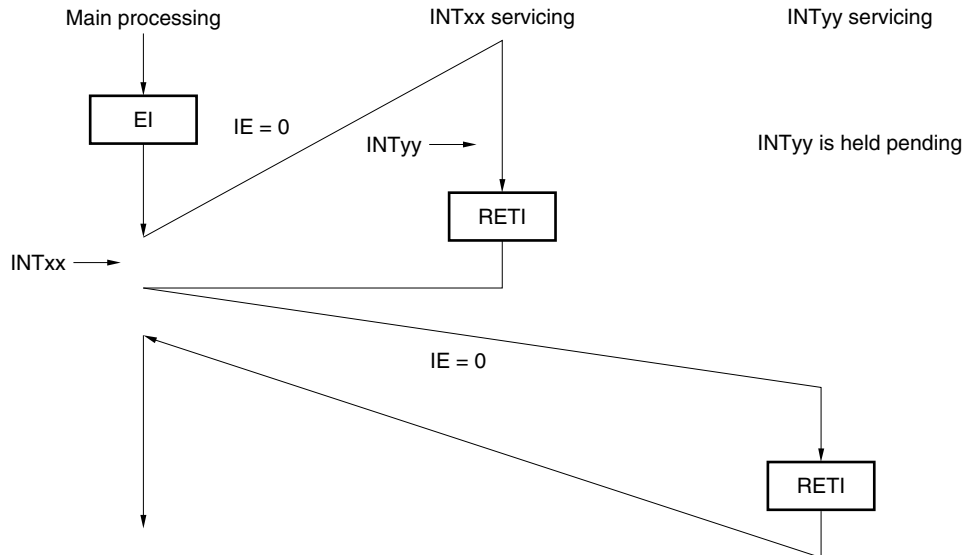 Main processing
INTxx servicing
INTyy servicing
EI
IE = 0
INTyy
INTyy is held pending
RETI
INTxx
IE = 0
RETI